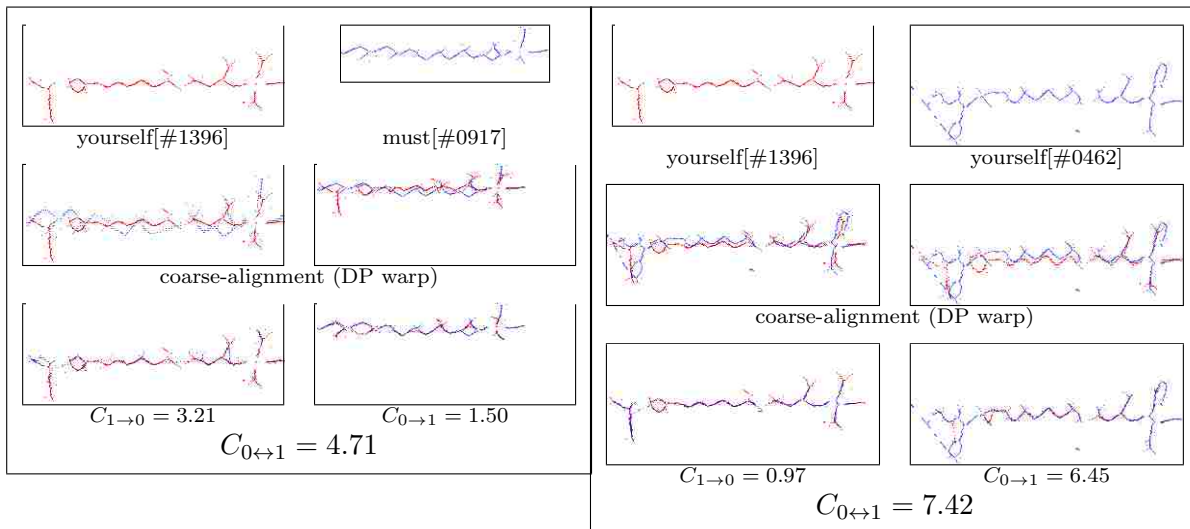 yourself[#1396]
must[#0917]
coarse-alignment (DP warp)
C1→0 = 3.21
C0→1 = 1.50
C0↔1 = 4.71
yourself[#1396]
yourself[#0462]
coarse-alignment (DP warp)
C1→0 = 0.97
C0→1 = 6.45
C0↔1 = 7.42